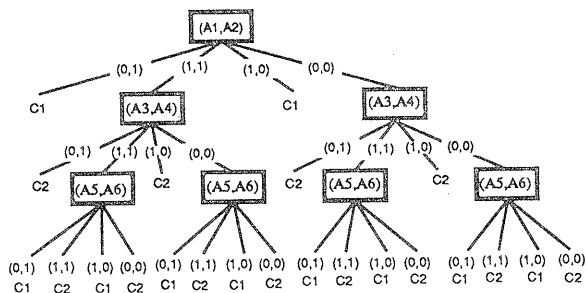 (A1,A2)
(0,1) (1,1) (1,0) (0,0)
C1 (A3,A4) C1 (A3,A4)
(0,1) (1,1) (1,0) (0,0) (0,1) (1,1) (1,0) (0,0)
C2 (A5,A6) C2 (A5,A6) C2 (A5,A6) C2 (A5,A6)
(0,1) (1,1) (1,0) (0,0) (0,1) (1,1) (1,0) (0,0) (0,1) (1,1) (1,0) (0,0) (0,1) (1,1) (1,0) (0,0)
C1 C2 C1 C2 C1 C2 C1 C2 C1 C2 C1 C2 C1 C2 C1 C2